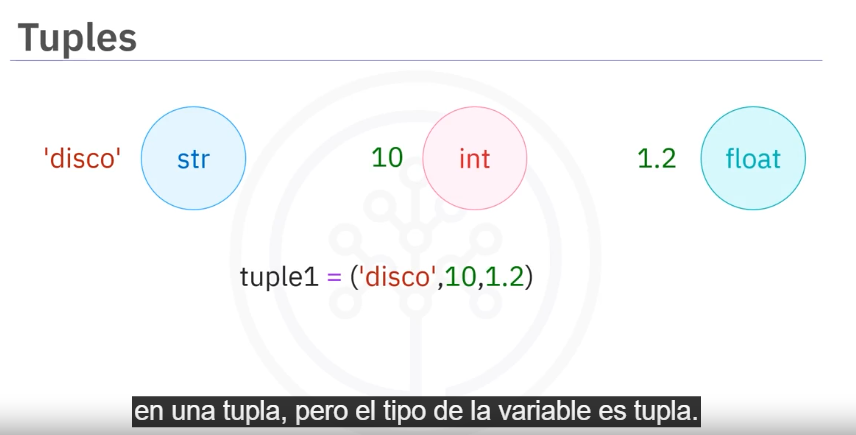 Tuples
'disco' str 10 int 1.2 float
tuple1 = ('disco',10,1.2)
en una tupla, pero el tipo de la variable es tupla.